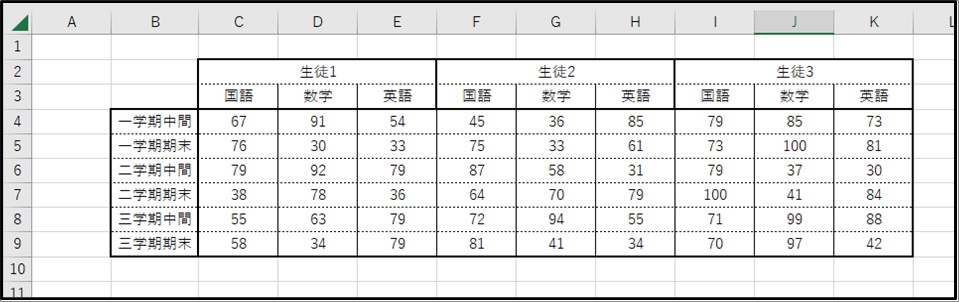 A B C D E F G H I J K L
1
2 生徒1 生徒2 生徒3
3 国語 数学 英語 国語 数学 英語 国語 数学 英語
4 一学期中間 67 91 54 45 36 85 79 85 73
5 一学期期末 76 30 33 75 33 61 73 100 81
6 二学期中間 79 92 79 87 58 31 79 37 30
7 二学期期末 38 78 36 64 70 79 100 41 84
8 三学期中間 55 63 79 72 94 55 71 99 88
9 三学期期末 58 34 79 81 41 34 70 97 42
10
11